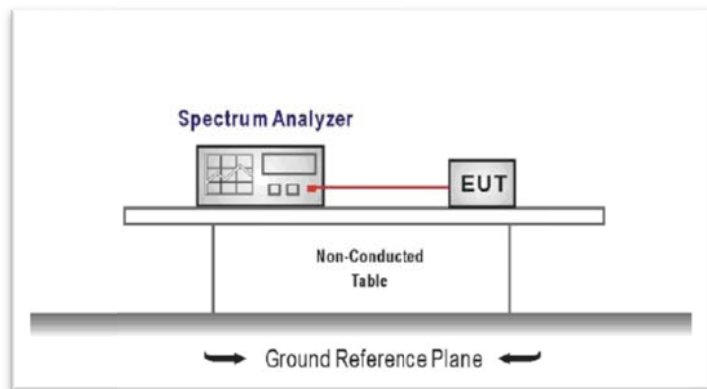 Spectrum Analyzer
EUT
Non-Conducted
Table
Ground Reference Plane